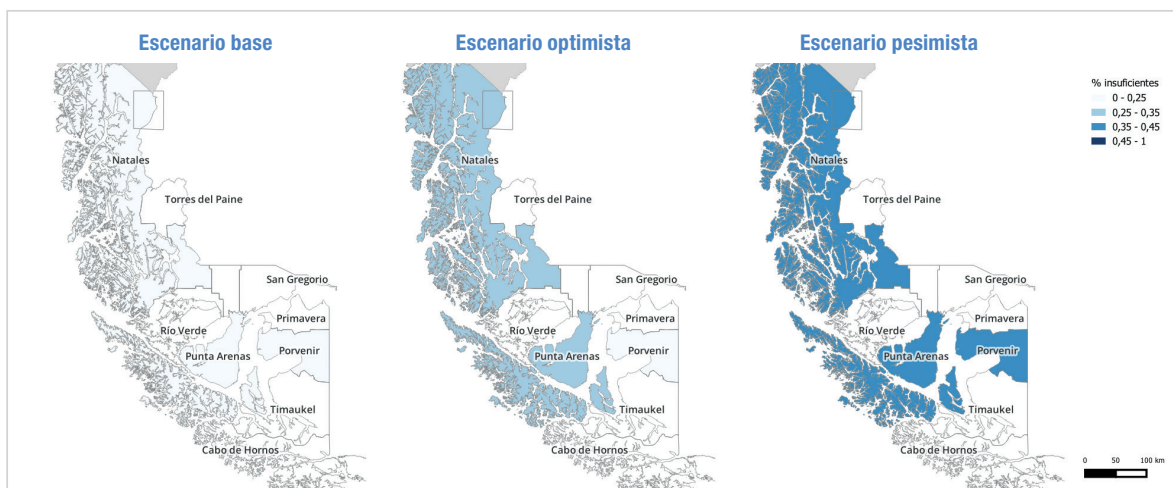 Escenario base
Natales
Torres del Paine
San Gregorio
Primavera
Río Verde
Punta Arenas
Porvenir
Timaukel
Cabo de Hornos
Escenario optimista
Natales
Torres del Paine
San Gregorio
Primavera
Río Verde
Punta Arenas
Porvenir
Timaukel
Cabo de Hornos
Escenario pesimista
Natales
Torres del Paine
San Gregorio
Primavera
Río Verde
Punta Arenas
Porvenir
Timaukel
Cabo de Hornos
% insuficientes
0 - 0,25
0,25 - 0,35
0,35 - 0,45
0,45 - 1
0 50 100 km